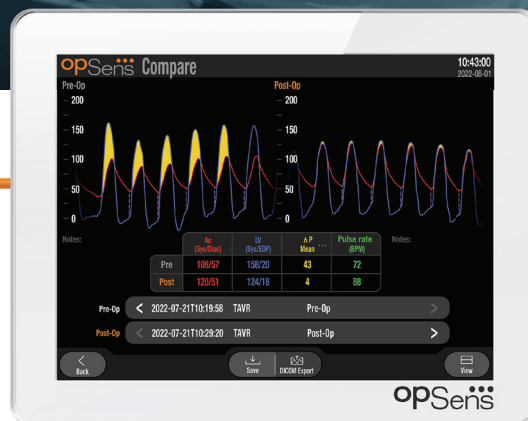 opSens Compare
10:43:00
2022-08-01
Pre-Op
Post-Op
200
150
100
50
0
200
150
100
50
0
Notes:
Notes:
Ao LV Δ P ... Pulse rate
(Sys/Dias) (Sys/EDP) Mean (BPM)
Pre 108/57 158/20 43 72
Post 120/51 124/18 4 88
Pre-Op < 2022-07-21T10:19:58 TAVR Pre-Op >
Post-Op < 2022-07-21T10:29:20 TAVR Post-Op >
Back
Save
DICOM Export
View
opSens